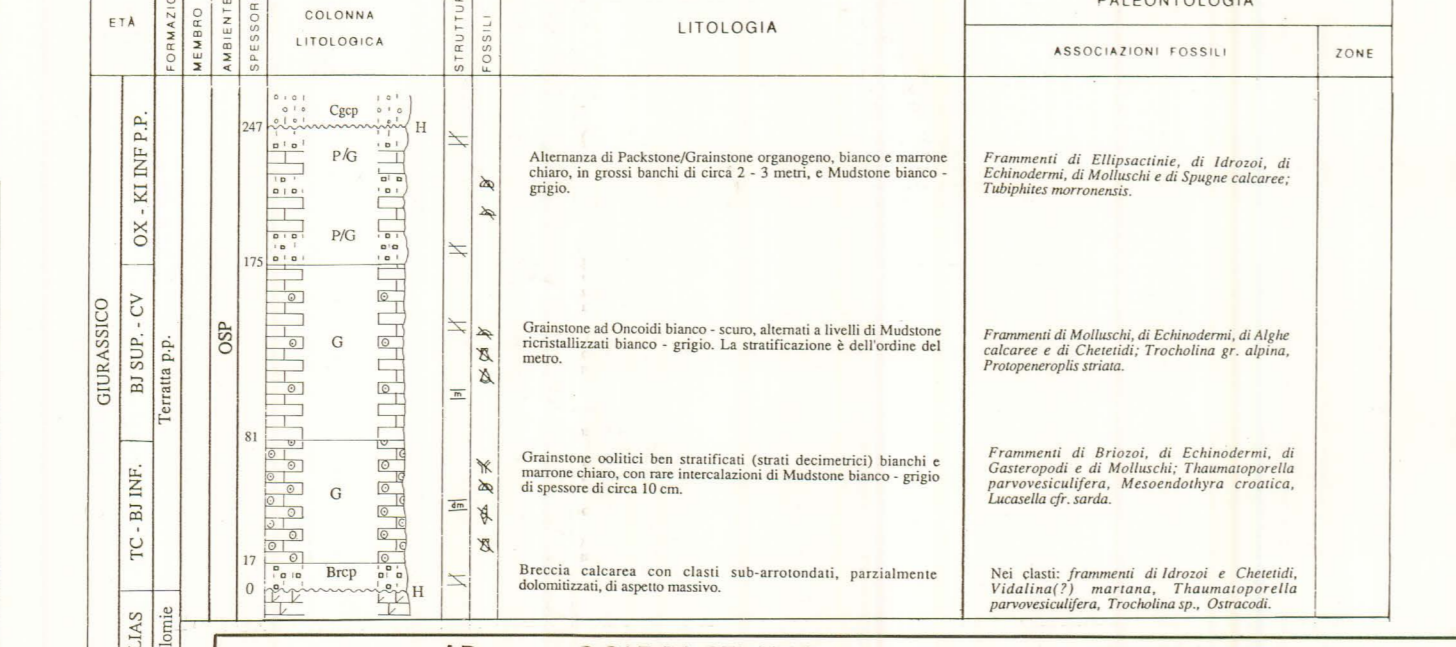 PALEONTOLOGIA
ETÀ
FORMAZIO
MEMBRO
AMBIENTE
SPESSOR
COLONNA
LITOLOGICA
STRUTTU
FOSSILI
LITOLOGIA
ASSOCIAZIONI FOSSILI
ZONE
GIURASSICO
OX - KI INF P.P.
BJ SUP. - CV
TC - BJ INF.
LIAS
Terratta p.p.
lomie
OSP
247
175
81
17
0
Cgcp
H
P/G
P/G
G
G
Brcp
H
m
dm
Alternanza di Packstone/Grainstone organogeno, bianco e marrone
chiaro, in grossi banchi di circa 2 - 3 metri, e Mudstone bianco -
grigio.
Frammenti di Ellipsactinie, di Idrozoi, di
Echinodermi, di Molluschi e di Spugne calcaree;
Tubiphites morronensis.
Grainstone ad Oncoidi bianco - scuro, alternati a livelli di Mudstone
ricristallizzati bianco - grigio. La stratificazione è dell'ordine del
metro.
Frammenti di Molluschi, di Echinodermi, di Alghe
calcaree e di Chetetidi; Trocholina gr. alpina,
Protopeneroplis striata.
Grainstone oolitici ben stratificati (strati decimetrici) bianchi e
marrone chiaro, con rare intercalazioni di Mudstone bianco - grigio
di spessore di circa 10 cm.
Frammenti di Briozoi, di Echinodermi, di
Gasteropodi e di Molluschi; Thaumatoporella
parvovesiculifera, Mesoendothyra croatica,
Lucasella cfr. sarda.
Breccia calcarea con clasti sub-arrotondati, parzialmente
dolomitizzati, di aspetto massivo.
Nei clasti: frammenti di Idrozoi e Chetetidi,
Vidalina(?) martana, Thaumatoporella
parvovesiculifera, Trocholina sp., Ostracodi.